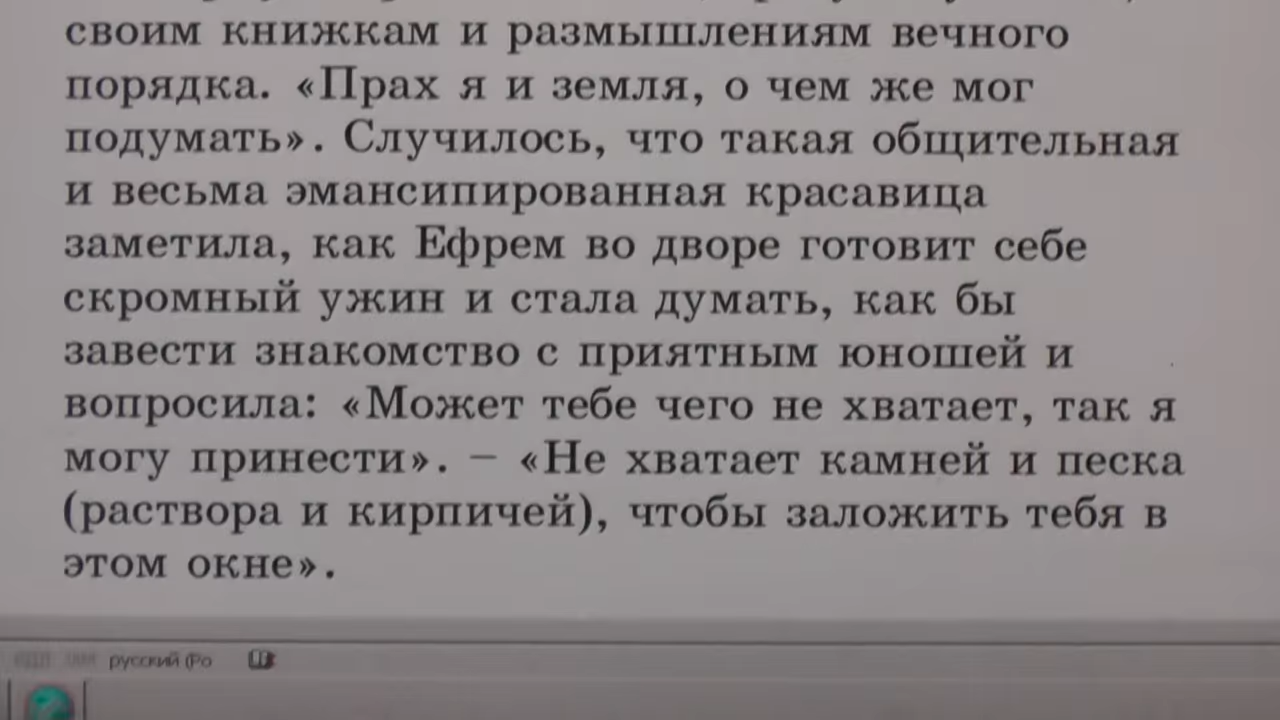 своим книжкам и размышлениям вечного
порядка. «Прах я и земля, о чем же мог
подумать». Случилось, что такая общительная
и весьма эмансипированная красавица
заметила, как Ефрем во дворе готовит себе
скромный ужин и стала думать, как бы
завести знакомство с приятным юношей и
вопросила: «Может тебе чего не хватает, так я
могу принести». – «Не хватает камней и песка
(раствора и кирпичей), чтобы заложить тебя в
этом окне».
русский (Ро